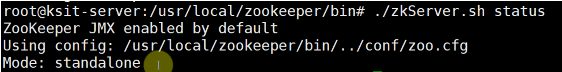 root@ksit-server:/usr/local/zookeeper/bin# ./zkServer.sh status
ZooKeeper JMX enabled by default
Using config: /usr/local/zookeeper/bin/../conf/zoo.cfg
Mode: standalone